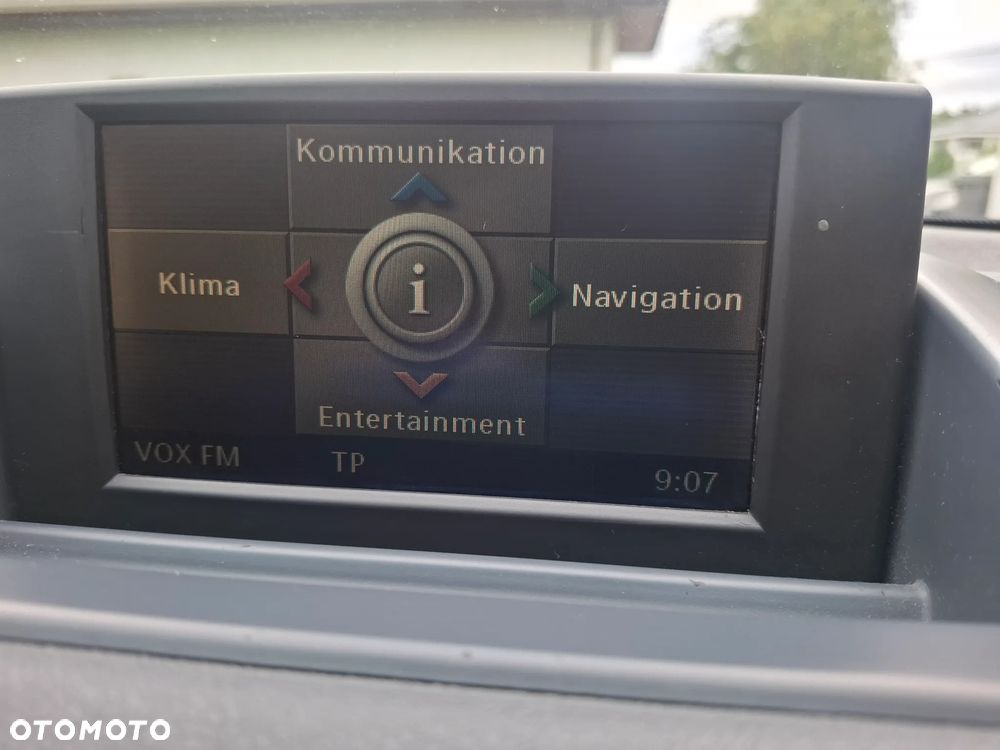 Kommunikation
Klima
i
Navigation
Entertainment
VOX FM TP 9:07
OTOMOTO